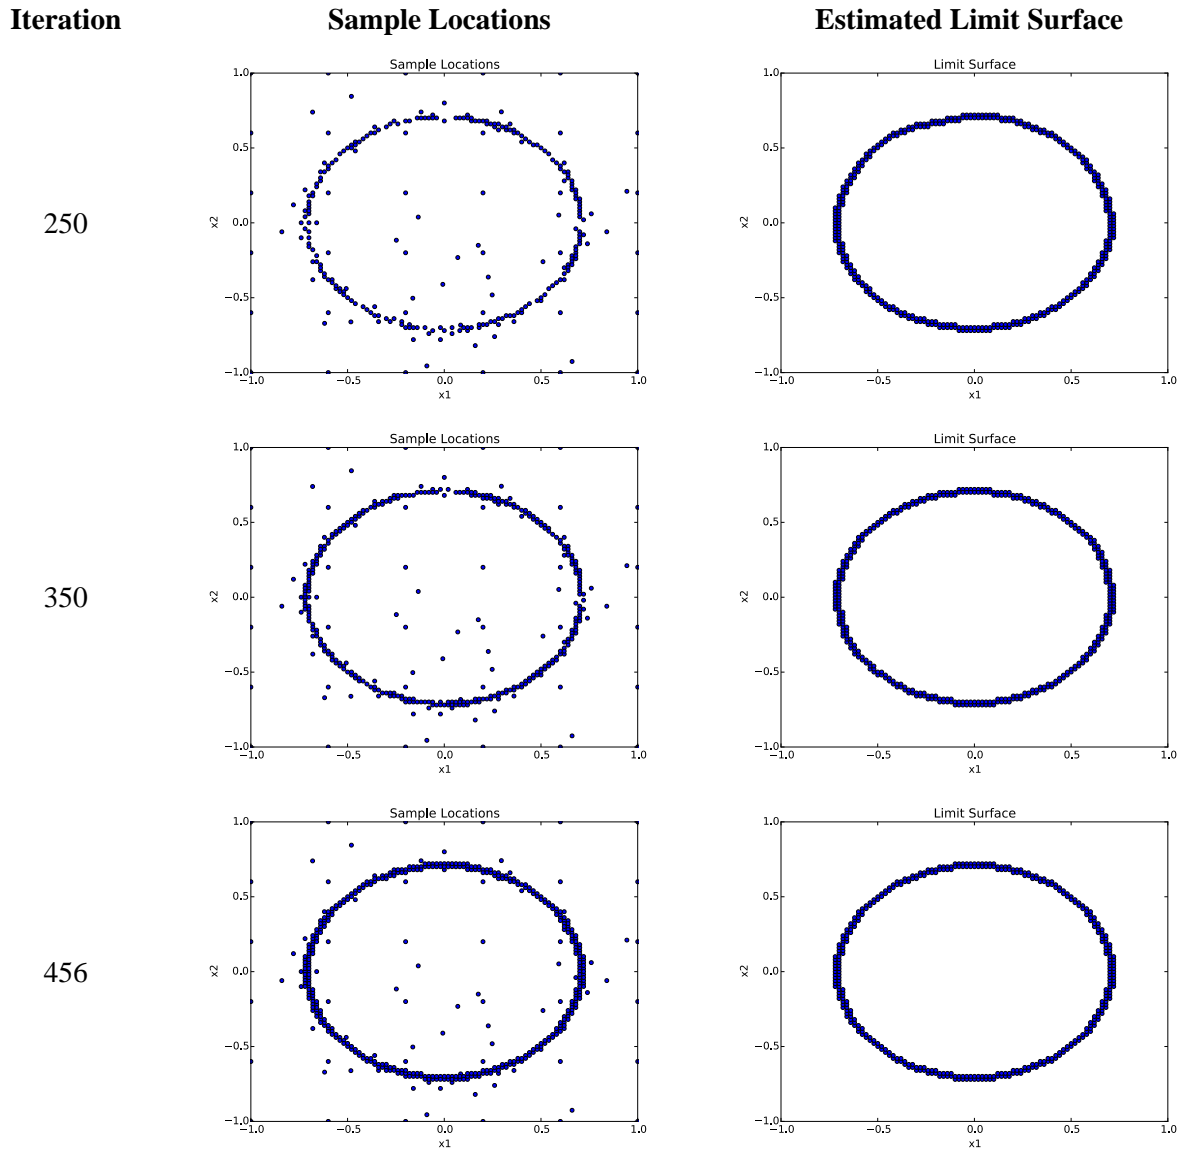 Iteration Sample Locations Estimated Limit Surface
Sample Locations
1.0
0.5
0.0
−0.5
−1.0
x2
−1.0 −0.5 0.0 0.5 1.0
x1
Limit Surface
1.0
0.5
0.0
−0.5
−1.0
x2
−1.0 −0.5 0.0 0.5 1.0
x1
250
Sample Locations
1.0
0.5
0.0
−0.5
−1.0
x2
−1.0 −0.5 0.0 0.5 1.0
x1
Limit Surface
1.0
0.5
0.0
−0.5
−1.0
x2
−1.0 −0.5 0.0 0.5 1.0
x1
350
Sample Locations
1.0
0.5
0.0
−0.5
−1.0
x2
−1.0 −0.5 0.0 0.5 1.0
x1
Limit Surface
1.0
0.5
0.0
−0.5
−1.0
x2
−1.0 −0.5 0.0 0.5 1.0
x1
456